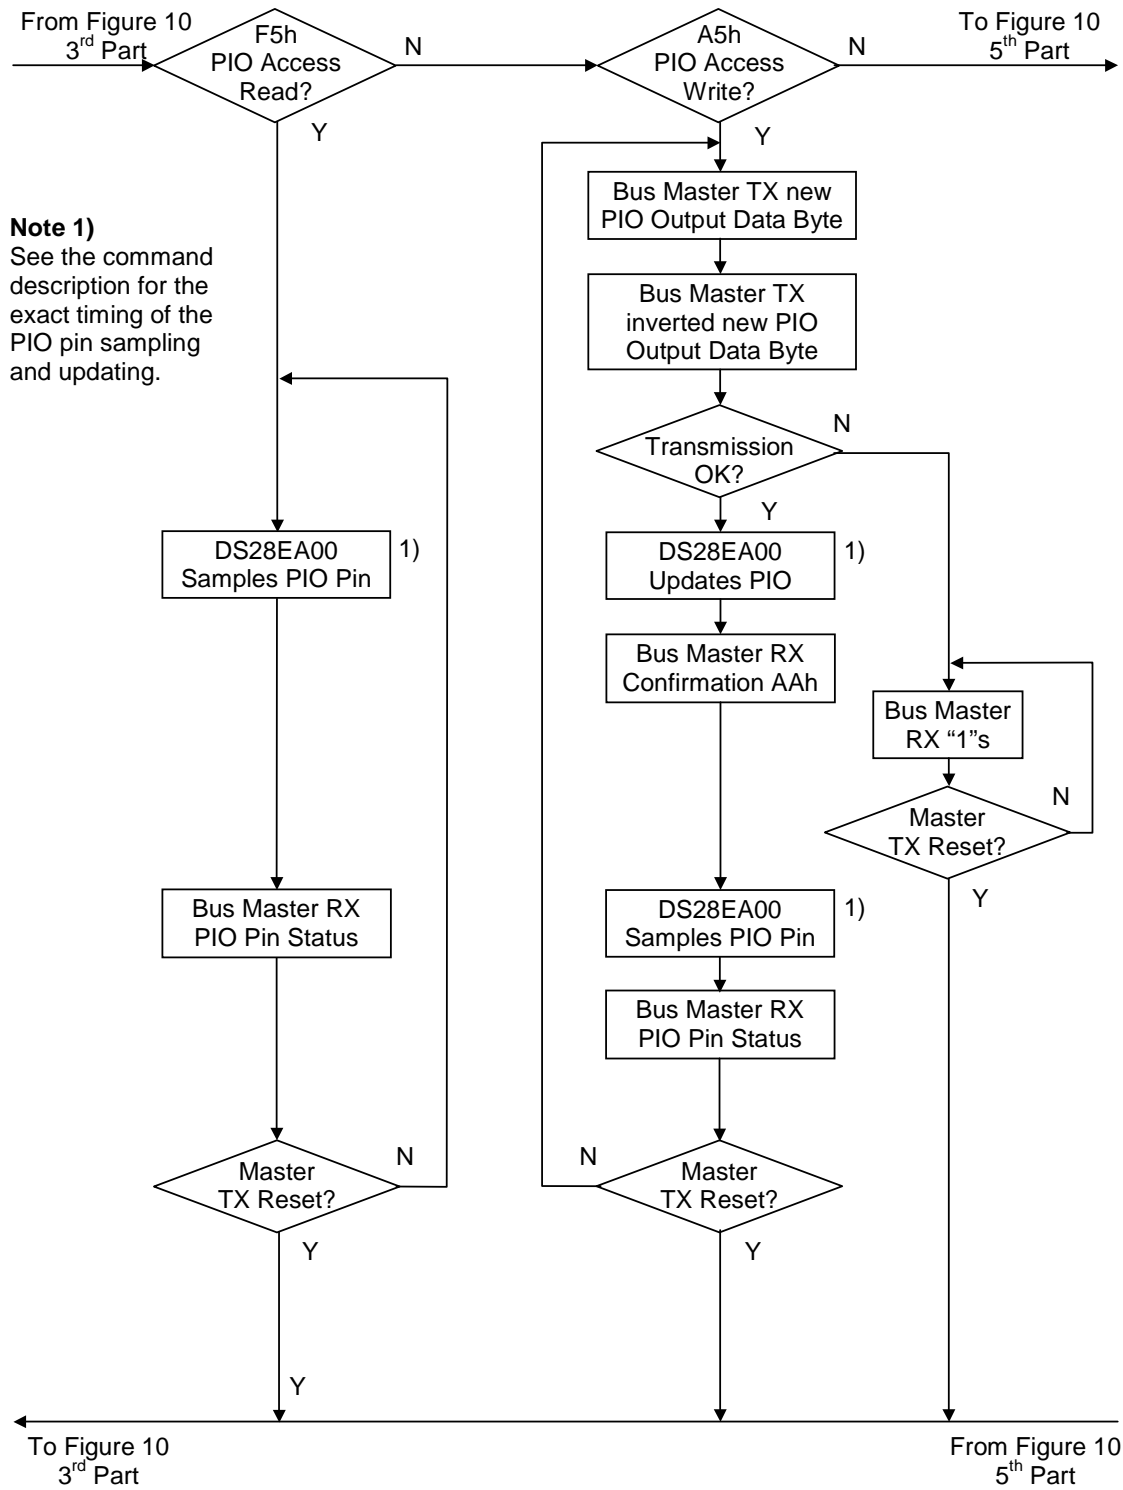 From Figure 10
3rd Part
F5h
PIO Access
Read?
N
Y
A5h
PIO Access
Write?
N
Y
To Figure 10
5th Part
Note 1)
See the command
description for the
exact timing of the
PIO pin sampling
and updating.
Bus Master TX new
PIO Output Data Byte
Bus Master TX
inverted new PIO
Output Data Byte
Transmission
OK?
N
Y
DS28EA00
Samples PIO Pin
1)
DS28EA00
Updates PIO
1)
Bus Master RX
Confirmation AAh
Bus Master
RX “1”s
Master
TX Reset?
N
Y
Bus Master RX
PIO Pin Status
DS28EA00
Samples PIO Pin
1)
Bus Master RX
PIO Pin Status
Master
TX Reset?
N
Y
Y
Master
TX Reset?
N
Y
To Figure 10
3rd Part
From Figure 10
5th Part